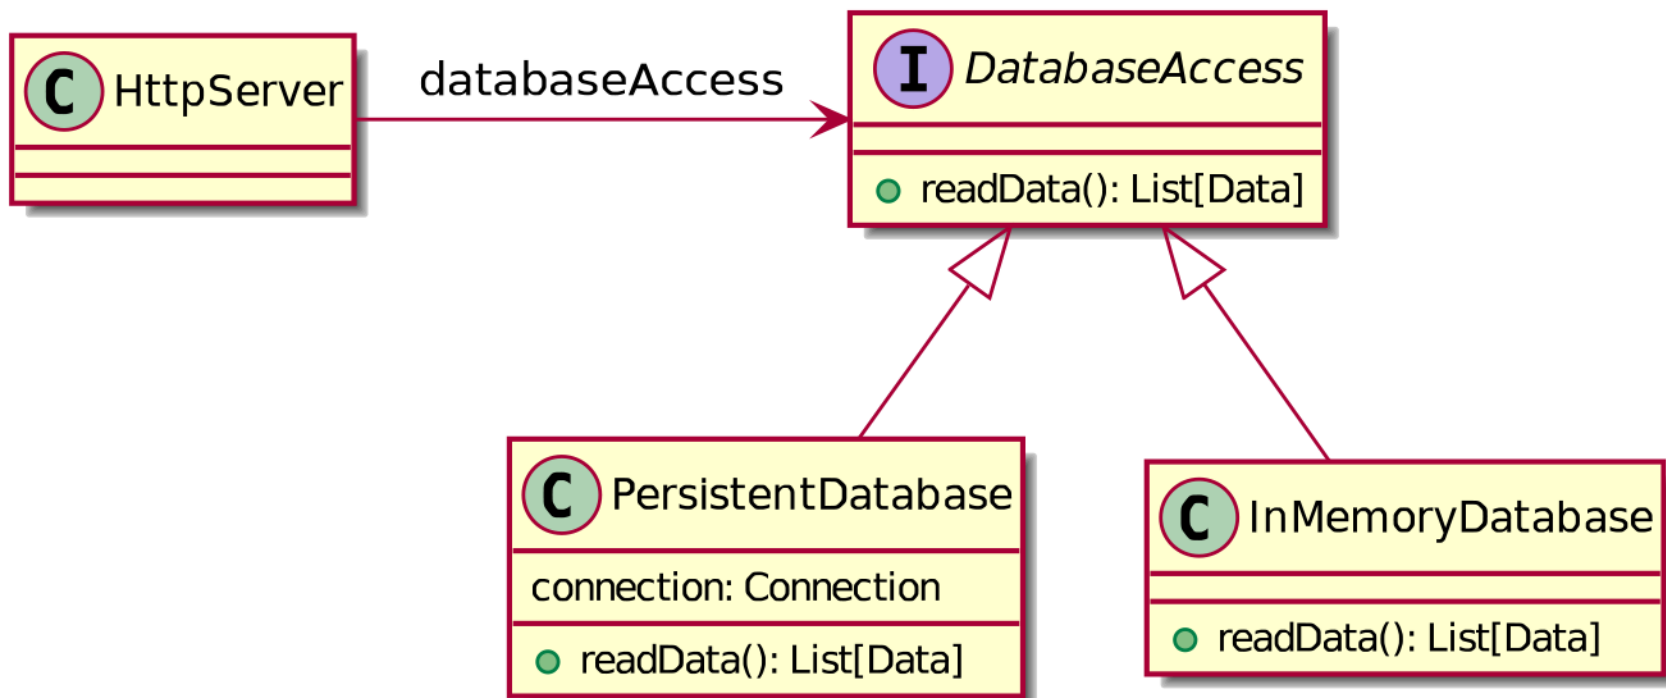 C HttpServer
databaseAccess
I DatabaseAccess
readData(): List[Data]
C PersistentDatabase
connection: Connection
readData(): List[Data]
C InMemoryDatabase
readData(): List[Data]